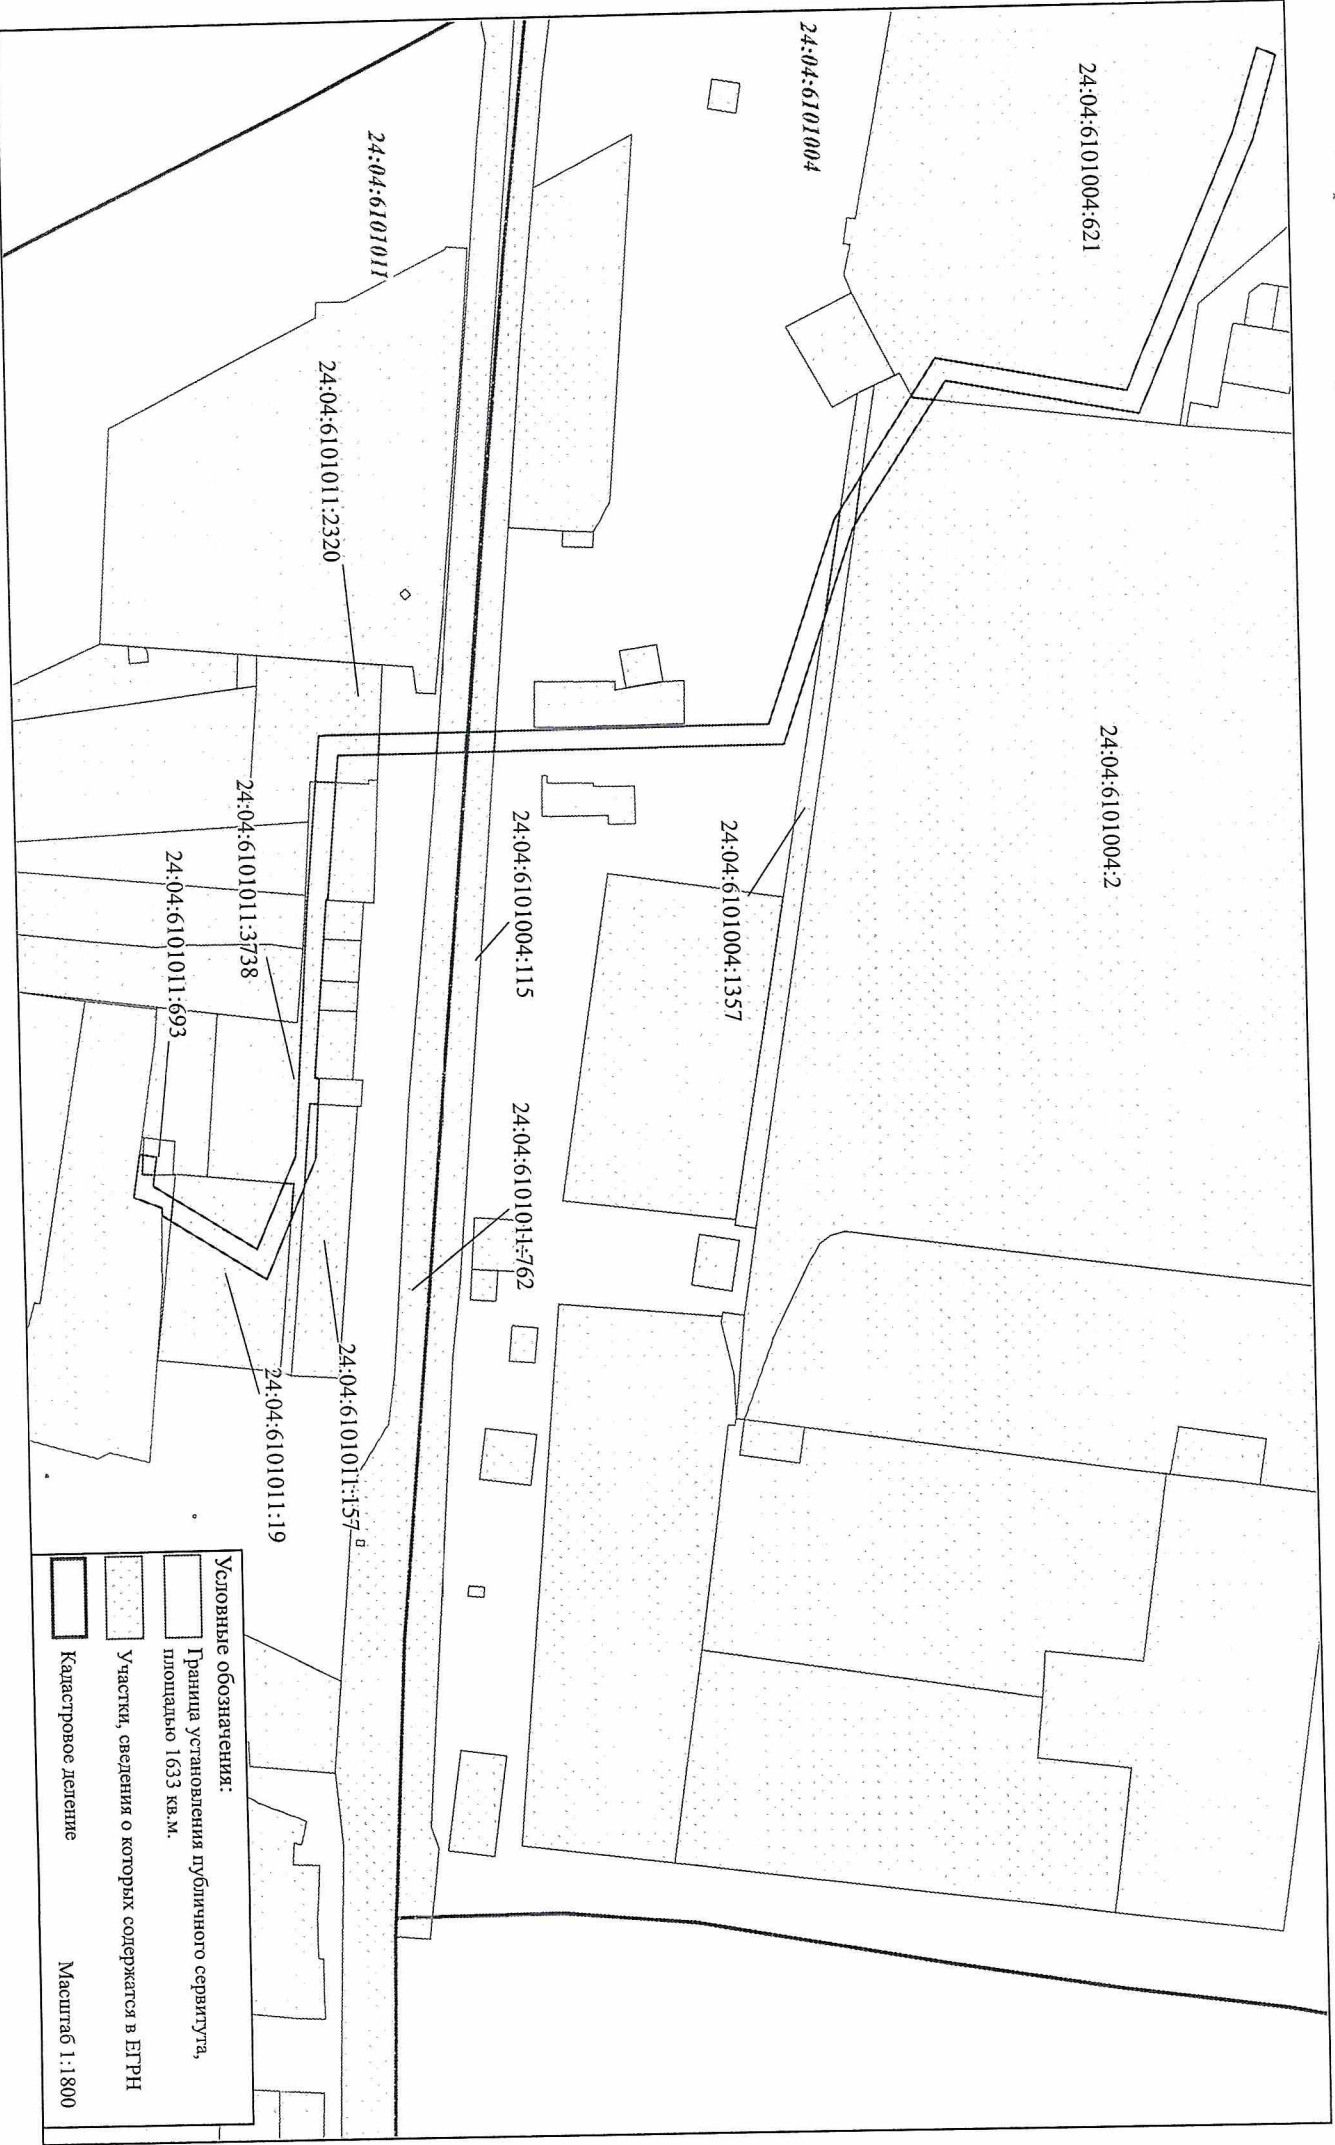 24:04:6101004:621
24:04:6101004
24:04:6101011
24:04:6101004:2
24:04:6101011:2320
24:04:6101004:1357
24:04:6101004:115
24:04:6101011:3738
24:04:6101011:693
24:04:6101011:762
24:04:6101011:157
24:04:6101011:19
Условные обозначения:
Граница установления публичного сервитута,
площадью 1633 кв.м.
Участки, сведения о которых содержатся в ЕГРН
Кадастровое деление
Масштаб 1:1800